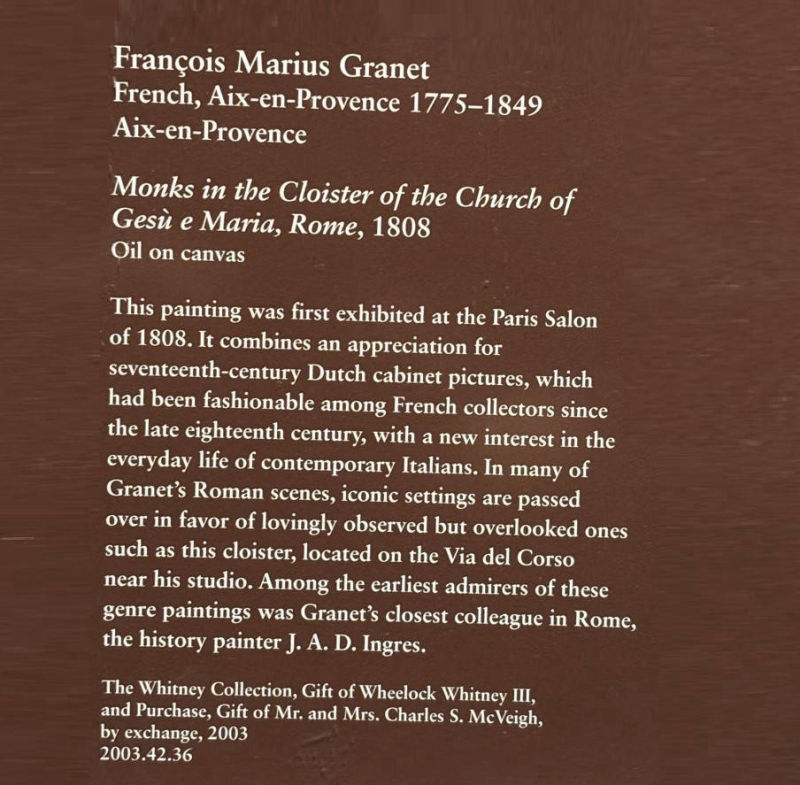 François Marius Granet
French, Aix-en-Provence 1775–1849
Aix-en-Provence
Monks in the Cloister of the Church of
Gesù e Maria, Rome, 1808
Oil on canvas
This painting was first exhibited at the Paris Salon
of 1808. It combines an appreciation for
seventeenth-century Dutch cabinet pictures, which
had been fashionable among French collectors since
the late eighteenth century, with a new interest in the
everyday life of contemporary Italians. In many of
Granet’s Roman scenes, iconic settings are passed
over in favor of lovingly observed but overlooked ones
such as this cloister, located on the Via del Corso
near his studio. Among the earliest admirers of these
genre paintings was Granet’s closest colleague in Rome,
the history painter J. A. D. Ingres.
The Whitney Collection, Gift of Wheelock Whitney III,
and Purchase, Gift of Mr. and Mrs. Charles S. McVeigh,
by exchange, 2003
2003.42.36